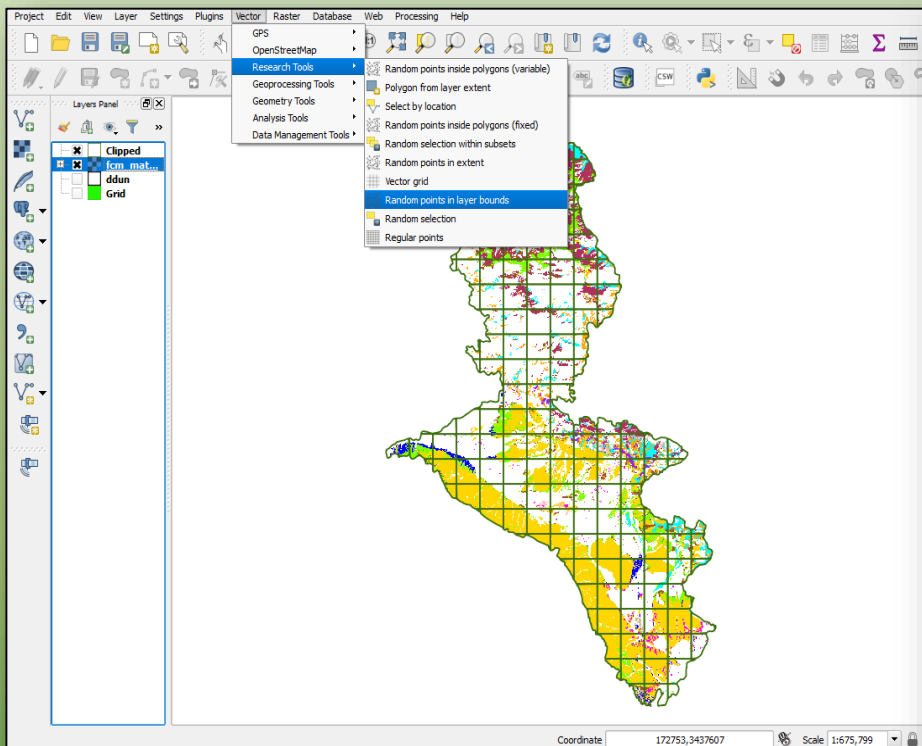 Project Edit View Layer Settings Plugins Vector Raster Database Web Processing Help
GPS
OpenStreetMap
Research Tools
Geoprocessing Tools
Geometry Tools
Analysis Tools
Data Management Tools
Random points inside polygons (variable)
Polygon from layer extent
Select by location
Random points inside polygons (fixed)
Random selection within subsets
Random points in extent
Vector grid
Random points in layer bounds
Random selection
Regular points
abc
CSW
Layers Panel
Clipped
fcm_mat...
ddun
Grid
Coordinate 172753,3437607 Scale 1:675,799